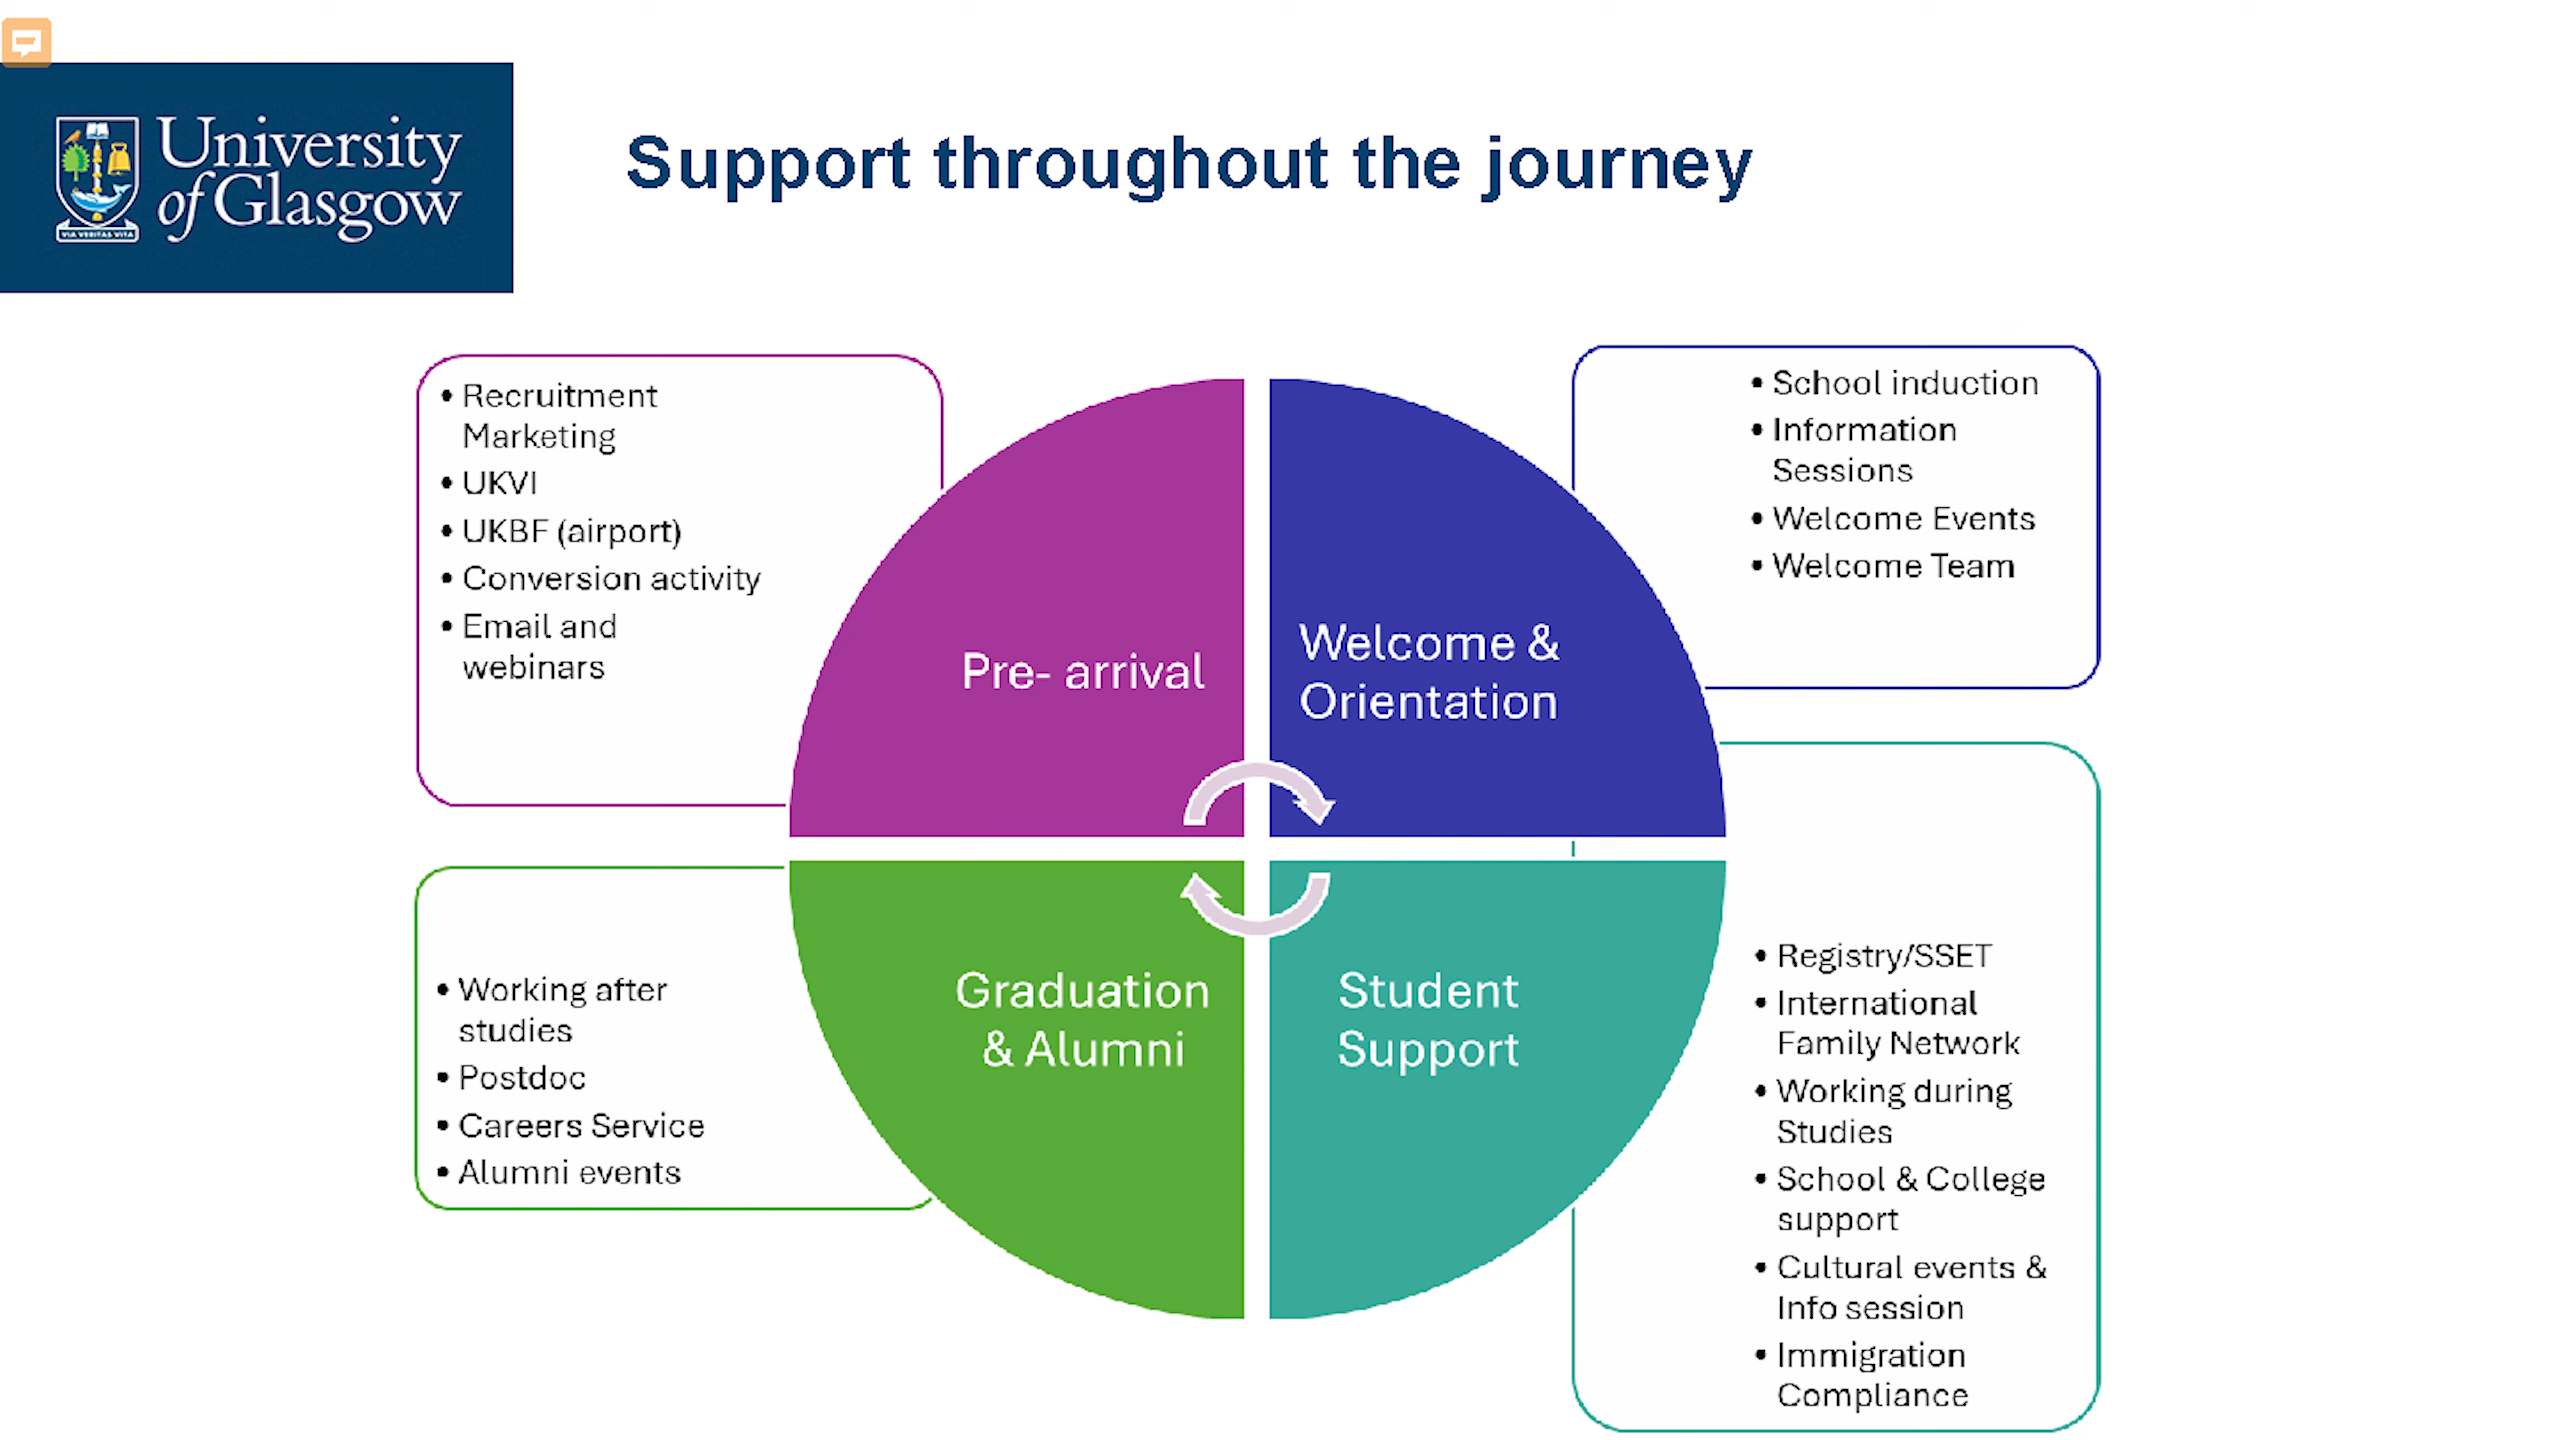 University
of Glasgow
VIA VERITAS VITA
Support throughout the journey
• Recruitment
Marketing
• UKVI
• UKBF (airport)
• Conversion activity
• Email and
webinars
Pre- arrival
Welcome &
Orientation
• School induction
• Information
Sessions
• Welcome Events
• Welcome Team
• Working after
studies
• Postdoc
• Careers Service
• Alumni events
Graduation
& Alumni
Student
Support
• Registry/SSET
• International
Family Network
• Working during
Studies
• School & College
support
• Cultural events &
Info session
• Immigration
Compliance